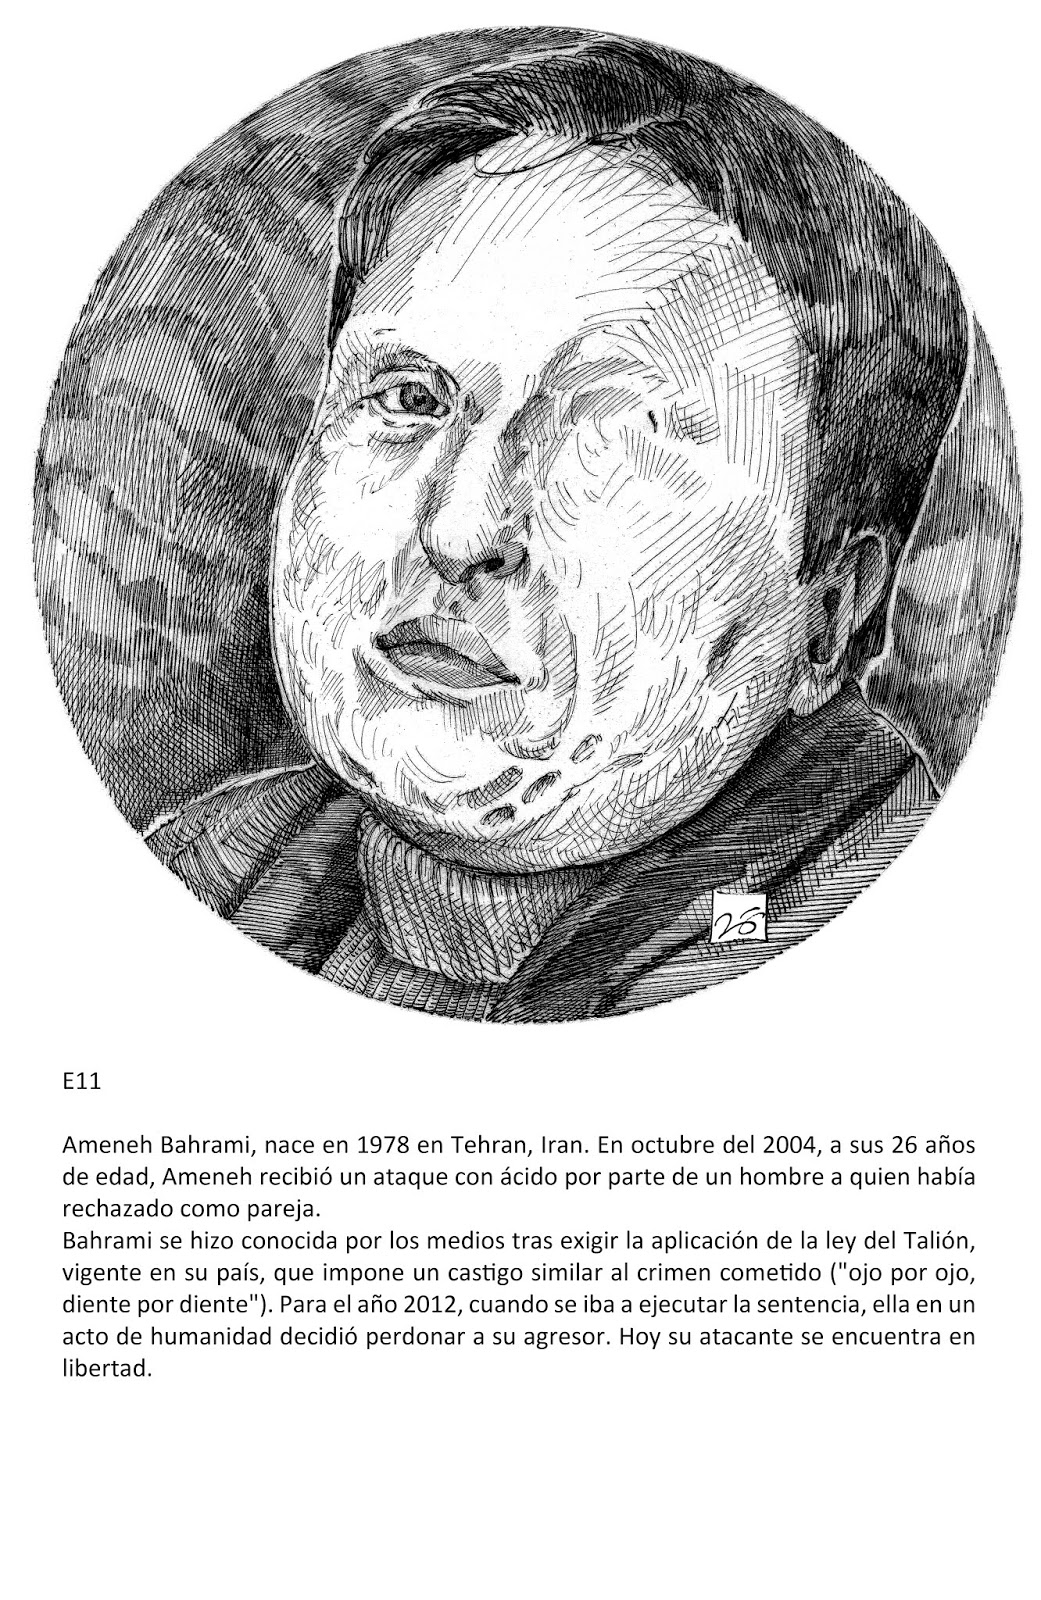 E11
Ameneh Bahrami, nace en 1978 en Tehran, Iran. En octubre del 2004, a sus 26 años
de edad, Ameneh recibió un ataque con ácido por parte de un hombre a quien había
rechazado como pareja.
Bahrami se hizo conocida por los medios tras exigir la aplicación de la ley del Talión,
vigente en su país, que impone un castigo similar al crimen cometido ("ojo por ojo,
diente por diente"). Para el año 2012, cuando se iba a ejecutar la sentencia, ella en un
acto de humanidad decidió perdonar a su agresor. Hoy su atacante se encuentra en
libertad.